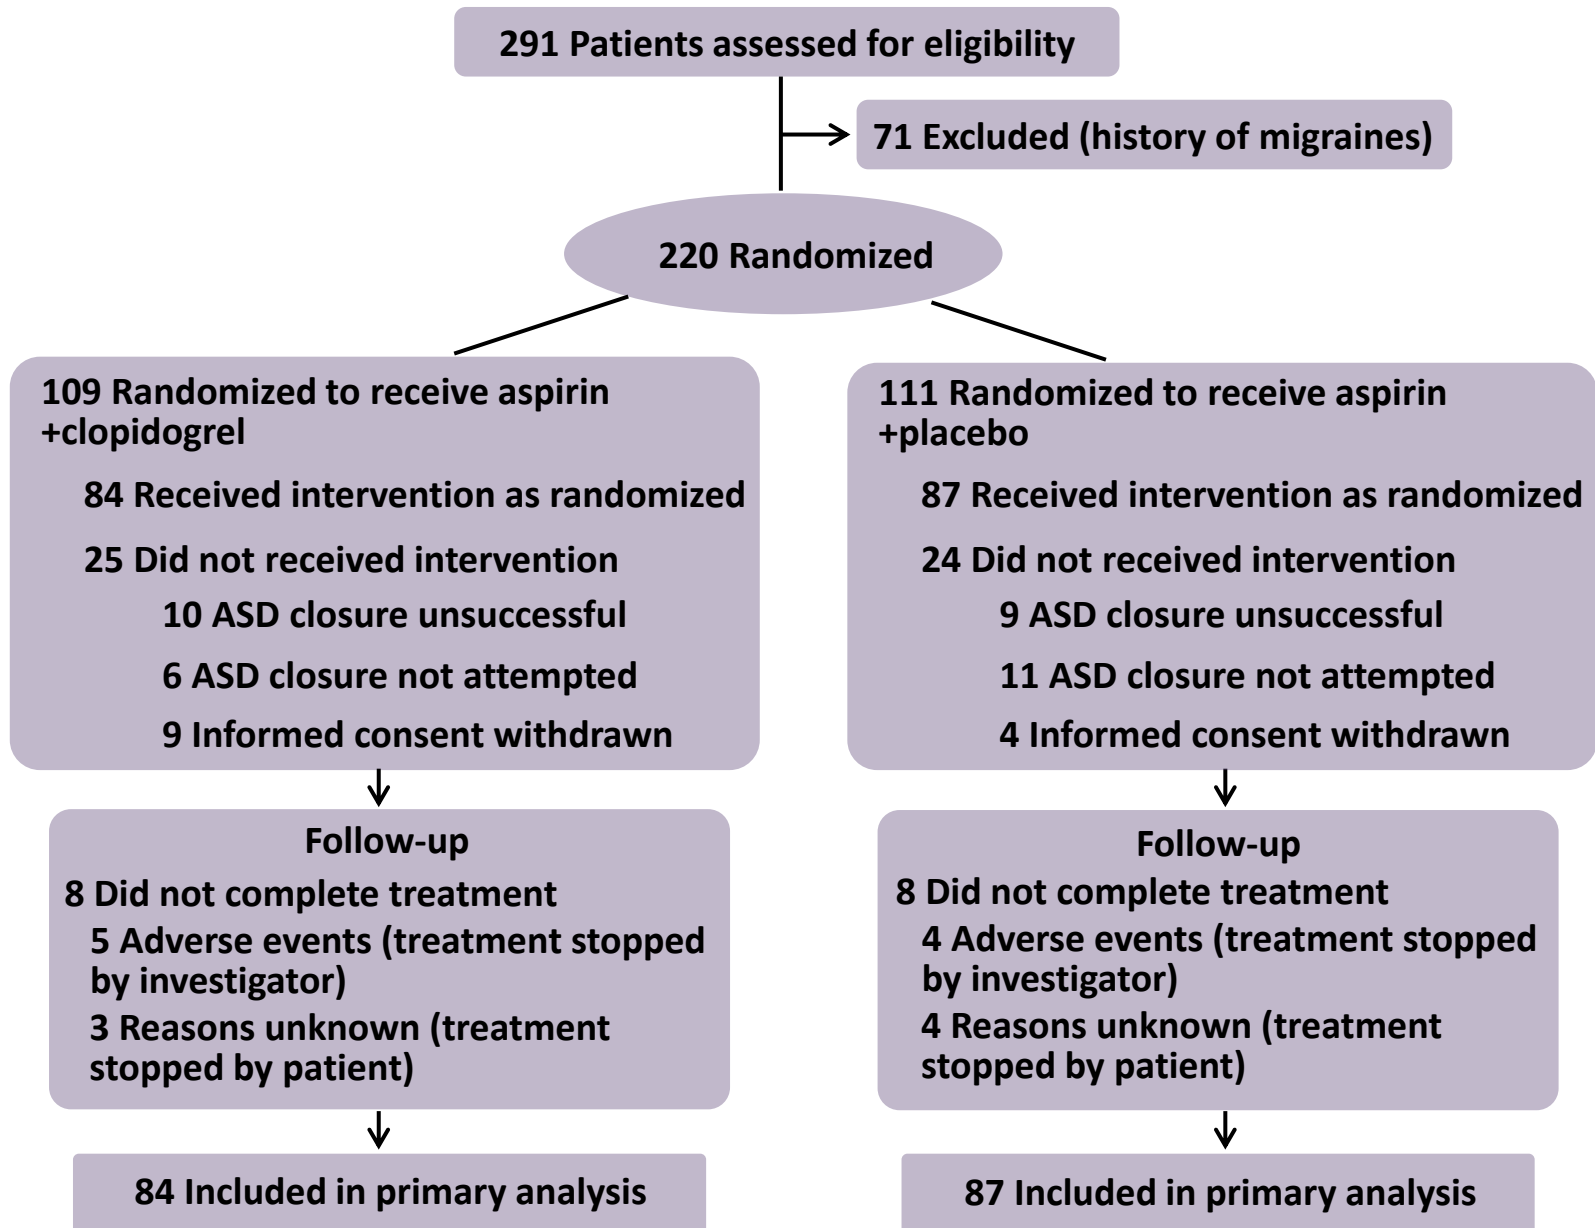 291 Patients assessed for eligibility
71 Excluded (history of migraines)
220 Randomized
109 Randomized to receive aspirin
+clopidogrel
84 Received intervention as randomized
25 Did not received intervention
10 ASD closure unsuccessful
6 ASD closure not attempted
9 Informed consent withdrawn
111 Randomized to receive aspirin
+placebo
87 Received intervention as randomized
24 Did not received intervention
9 ASD closure unsuccessful
11 ASD closure not attempted
4 Informed consent withdrawn
Follow-up
8 Did not complete treatment
5 Adverse events (treatment stopped
by investigator)
3 Reasons unknown (treatment
stopped by patient)
Follow-up
8 Did not complete treatment
4 Adverse events (treatment stopped
by investigator)
4 Reasons unknown (treatment
stopped by patient)
84 Included in primary analysis
87 Included in primary analysis